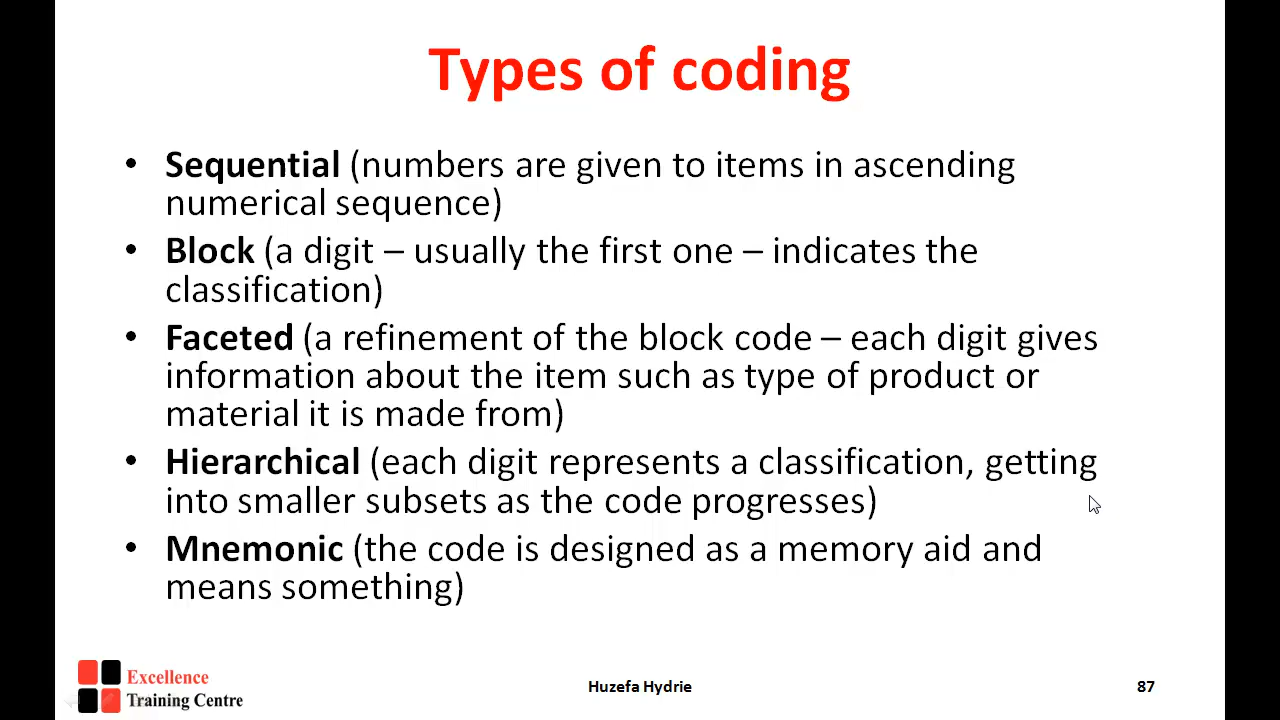 Types of coding
• Sequential (numbers are given to items in ascending
numerical sequence)
• Block (a digit – usually the first one – indicates the
classification)
• Faceted (a refinement of the block code – each digit gives
information about the item such as type of product or
material it is made from)
• Hierarchical (each digit represents a classification, getting
into smaller subsets as the code progresses)
• Mnemonic (the code is designed as a memory aid and
means something)
Excellence
Training Centre
Huzefa Hydrie
87